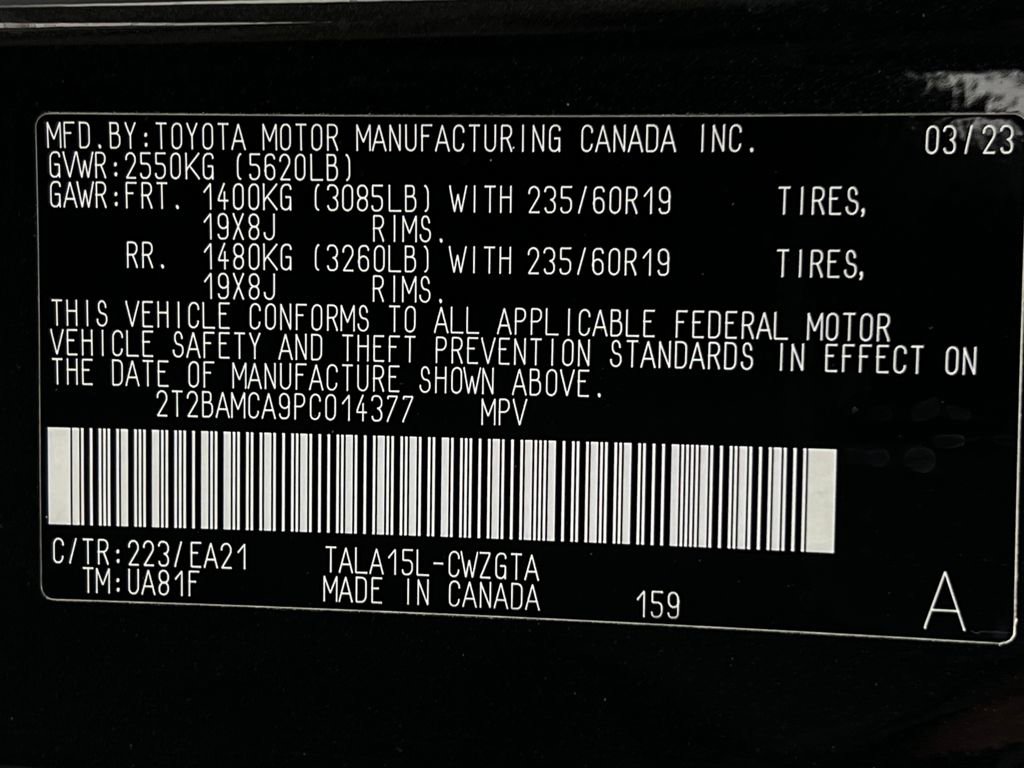 MFD.BY:TOYOTA MOTOR MANUFACTURING CANADA INC. 03/23
GVWR:2550KG (5620LB)
GAWR:FRT. 1400KG (3085LB) WITH 235/60R19 TIRES,
19X8J RIMS.
RR. 1480KG (3260LB) WITH 235/60R19 TIRES,
19X8J RIMS.
THIS VEHICLE CONFORMS TO ALL APPLICABLE FEDERAL MOTOR
VEHICLE SAFETY AND THEFT PREVENTION STANDARDS IN EFFECT ON
THE DATE OF MANUFACTURE SHOWN ABOVE.
2T2BAMCA9PC014377 MPV
C/TR:223/EA21 TALA15L-CWZGTA
TM:UA81F MADE IN CANADA 159 A